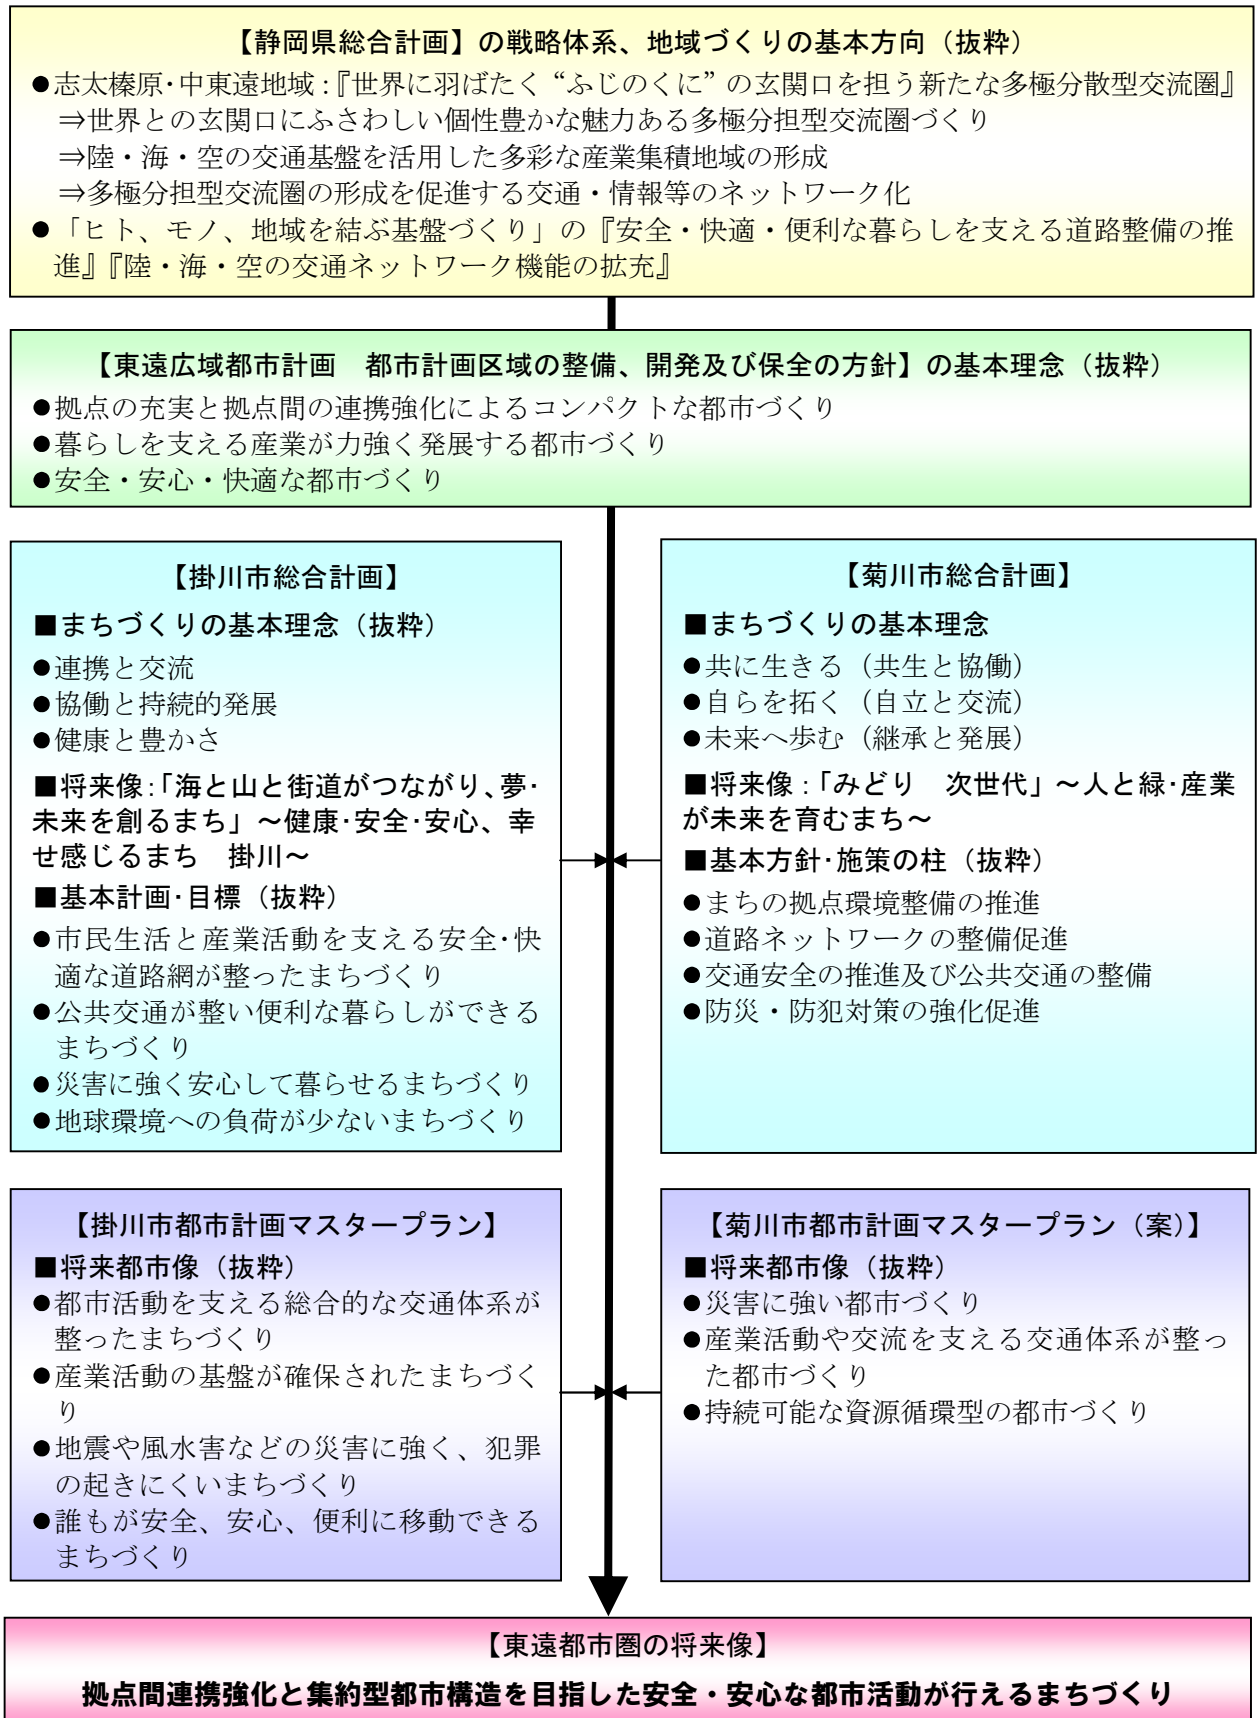 【静岡県総合計画】の戦略体系、地域づくりの基本方向（抜粋）
●志太榛原・中東遠地域：『世界に羽ばたく“ふじのくに”の玄関口を担う新たな多極分散型交流圏』
⇒世界との玄関口にふさわしい個性豊かな魅力ある多極分担型交流圏づくり
⇒陸・海・空の交通基盤を活用した多彩な産業集積地域の形成
⇒多極分担型交流圏の形成を促進する交通・情報等のネットワーク化
●「ヒト、モノ、地域を結ぶ基盤づくり」の『安全・快適・便利な暮らしを支える道路整備の推
進』『陸・海・空の交通ネットワーク機能の拡充』
【東遠広域都市計画　都市計画区域の整備、開発及び保全の方針】の基本理念（抜粋）
●拠点の充実と拠点間の連携強化によるコンパクトな都市づくり
●暮らしを支える産業が力強く発展する都市づくり
●安全・安心・快適な都市づくり
【掛川市総合計画】
■まちづくりの基本理念（抜粋）
●連携と交流
●協働と持続的発展
●健康と豊かさ
■将来像：「海と山と街道がつながり、夢・
未来を創るまち」～健康・安全・安心、幸
せ感じるまち　掛川～
■基本計画・目標（抜粋）
●市民生活と産業活動を支える安全・快
適な道路網が整ったまちづくり
●公共交通が整い便利な暮らしができる
まちづくり
●災害に強く安心して暮らせるまちづくり
●地球環境への負荷が少ないまちづくり
【菊川市総合計画】
■まちづくりの基本理念
●共に生きる（共生と協働）
●自らを拓く（自立と交流）
●未来へ歩む（継承と発展）
■将来像：「みどり　次世代」～人と緑・産業
が未来を育むまち～
■基本方針・施策の柱（抜粋）
●まちの拠点環境整備の推進
●道路ネットワークの整備促進
●交通安全の推進及び公共交通の整備
●防災・防犯対策の強化促進
【掛川市都市計画マスタープラン】
■将来都市像（抜粋）
●都市活動を支える総合的な交通体系が
整ったまちづくり
●産業活動の基盤が確保されたまちづく
り
●地震や風水害などの災害に強く、犯罪
の起きにくいまちづくり
●誰もが安全、安心、便利に移動できる
まちづくり
【菊川市都市計画マスタープラン（案）】
■将来都市像（抜粋）
●災害に強い都市づくり
●産業活動や交流を支える交通体系が整っ
た都市づくり
●持続可能な資源循環型の都市づくり
【東遠都市圏の将来像】
拠点間連携強化と集約型都市構造を目指した安全・安心な都市活動が行えるまちづくり